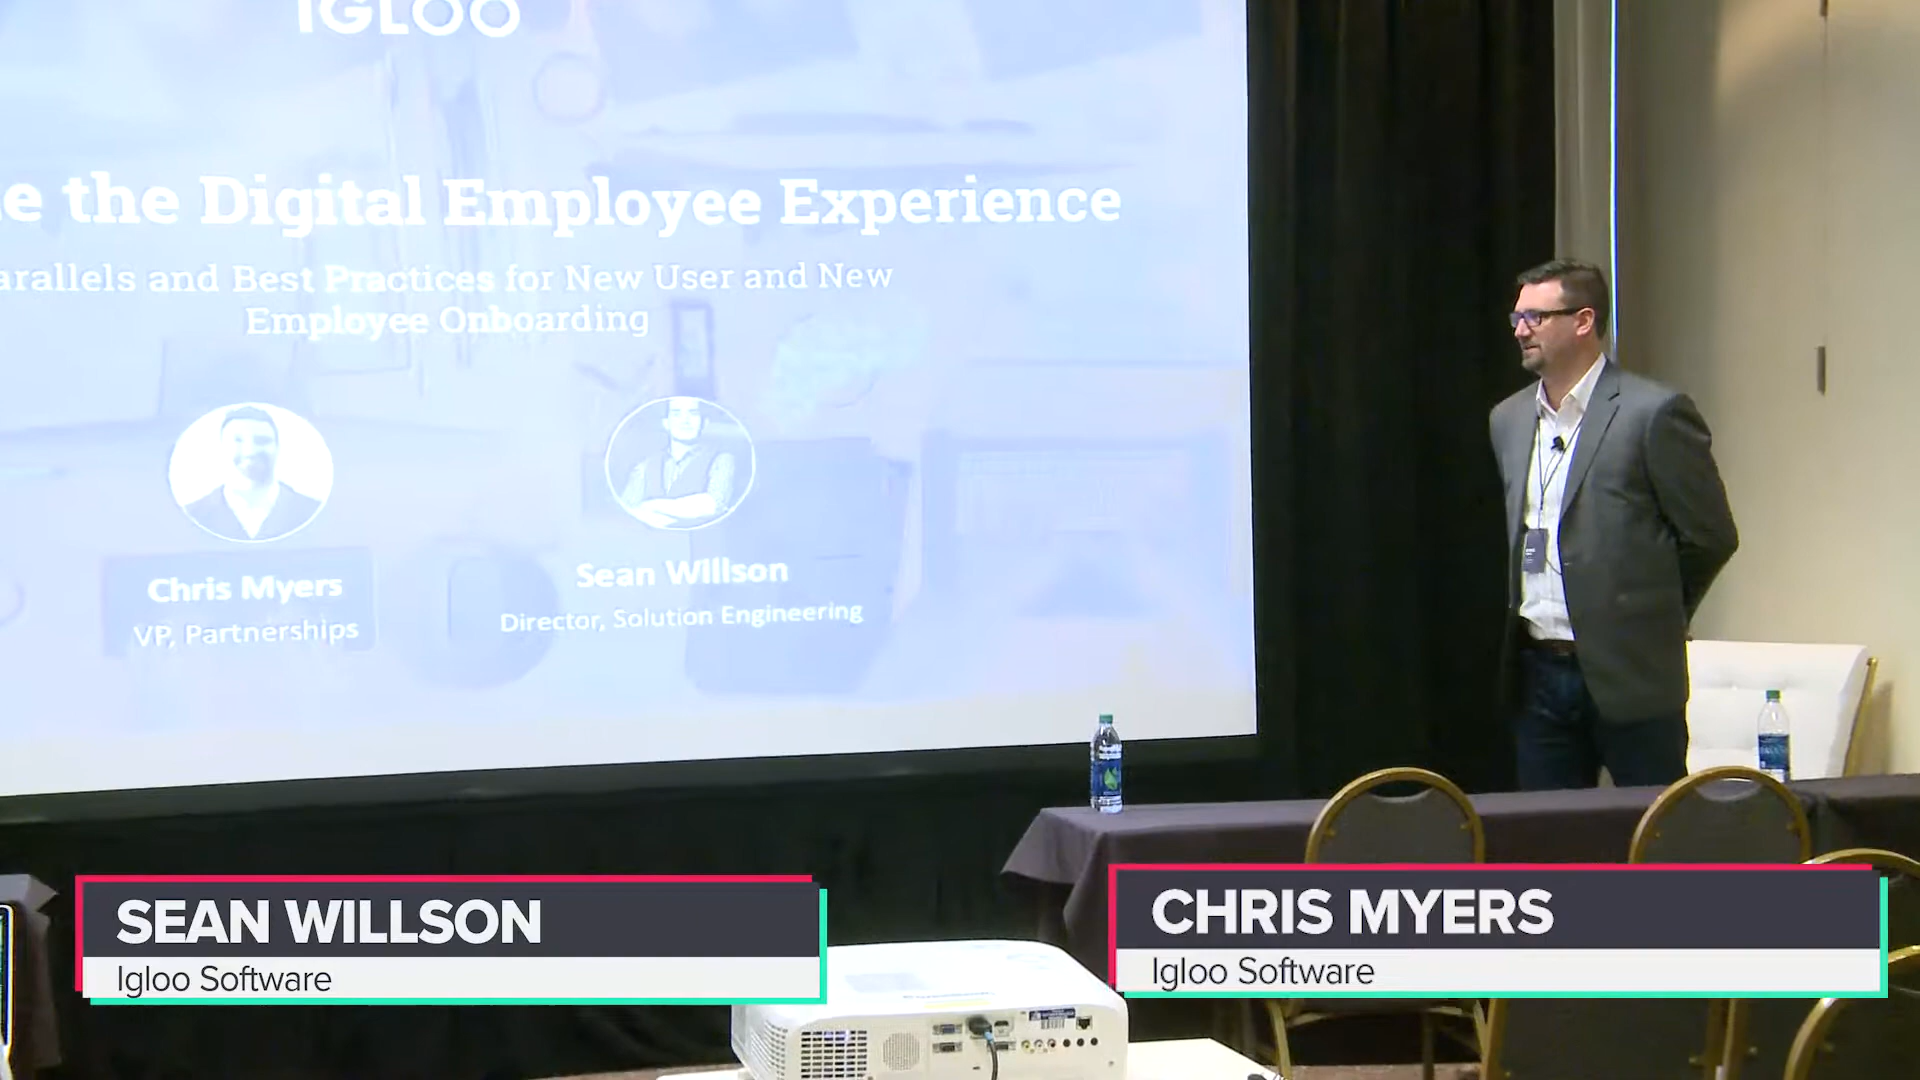 IGLOO
the Digital Employee Experience
and Best Practices for New User and New
Employee Onboarding
Chris Myers
VP, Partnerships
Sean WIllson
Director, Solution Engineering
SEAN WILLSON
Igloo Software
CHRIS MYERS
Igloo Software